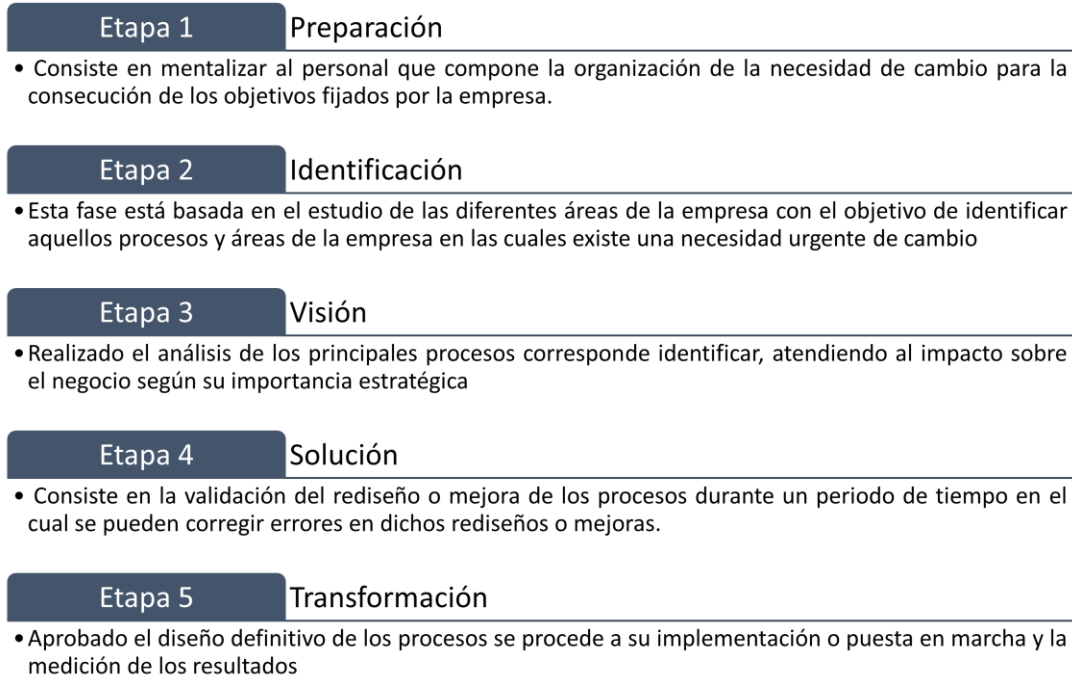 Etapa 1 Preparación
• Consiste en mentalizar al personal que compone la organización de la necesidad de cambio para la
consecución de los objetivos fijados por la empresa.
Etapa 2 Identificación
• Esta fase está basada en el estudio de las diferentes áreas de la empresa con el objetivo de identificar
aquellos procesos y áreas de la empresa en las cuales existe una necesidad urgente de cambio
Etapa 3 Visión
• Realizado el análisis de los principales procesos corresponde identificar, atendiendo al impacto sobre
el negocio según su importancia estratégica
Etapa 4 Solución
• Consiste en la validación del rediseño o mejora de los procesos durante un periodo de tiempo en el
cual se pueden corregir errores en dichos rediseños o mejoras.
Etapa 5 Transformación
• Aprobado el diseño definitivo de los procesos se procede a su implementación o puesta en marcha y la
medición de los resultados